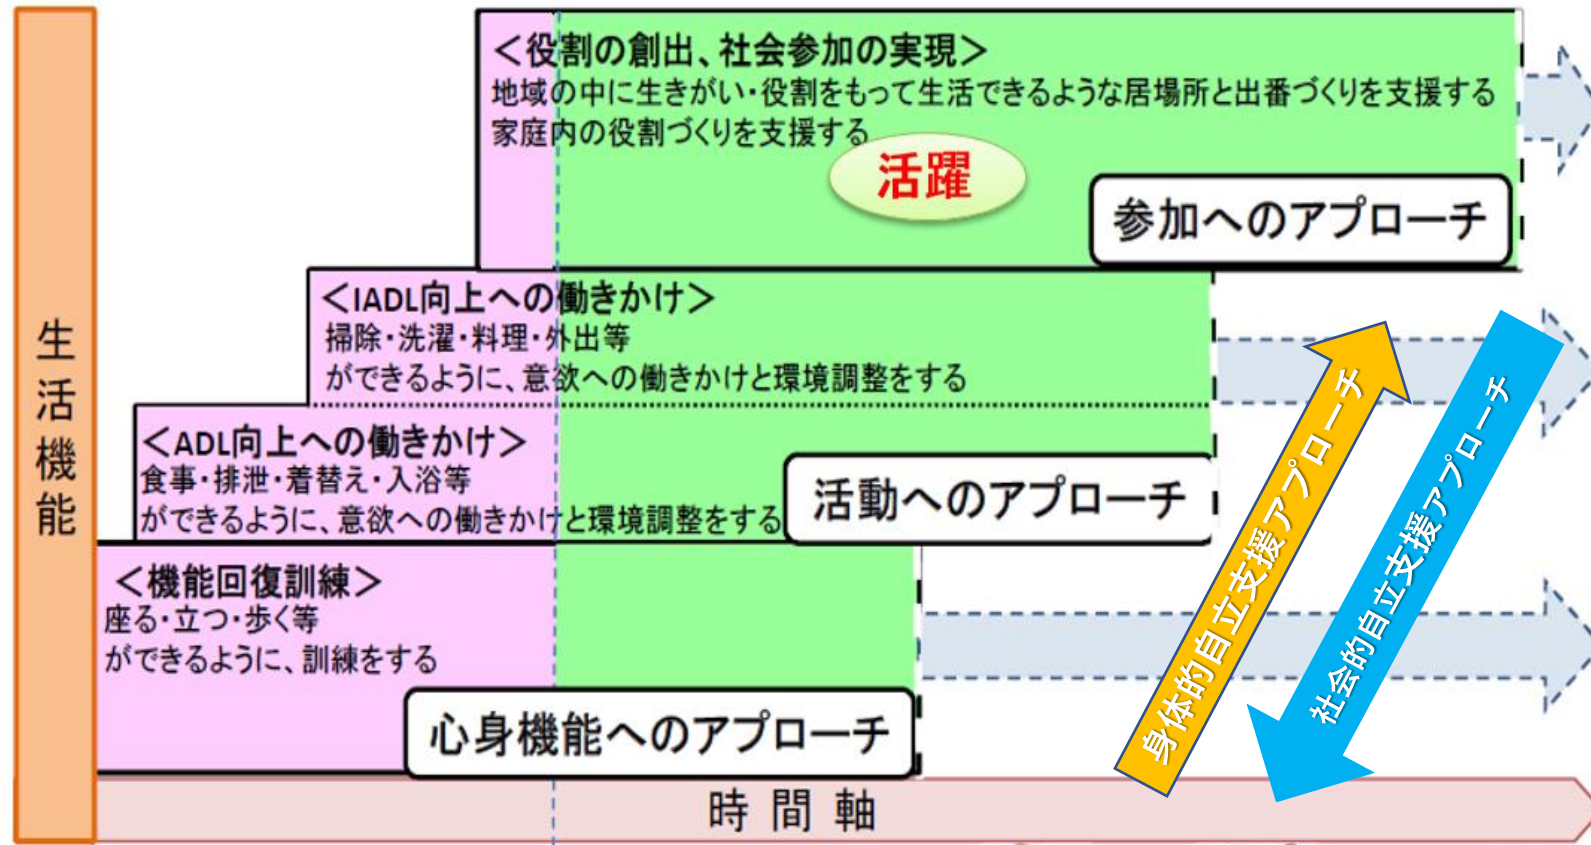 生活機能
＜役割の創出、社会参加の実現＞
地域の中に生きがい・役割をもって生活できるような居場所と出番づくりを支援する
家庭内の役割づくりを支援する
活躍
参加へのアプローチ
＜IADL向上への働きかけ＞
掃除・洗濯・料理・外出等
ができるように、意欲への働きかけと環境調整をする
＜ADL向上への働きかけ＞
食事・排泄・着替え・入浴等
ができるように、意欲への働きかけと環境調整をする
活動へのアプローチ
＜機能回復訓練＞
座る・立つ・歩く等
ができるように、訓練をする
心身機能へのアプローチ
身体的自立支援アプローチ
社会的自立支援アプローチ
時間軸